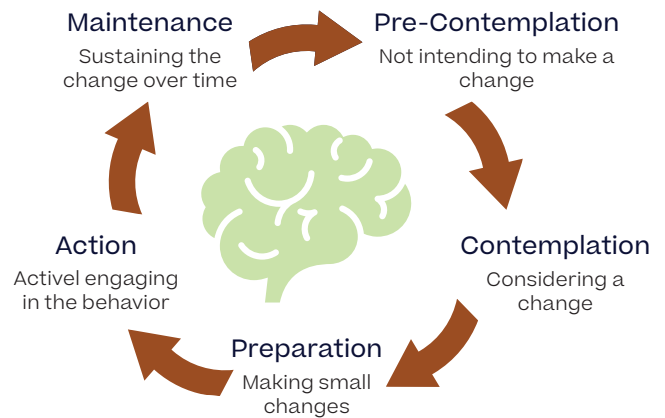 Maintenance
Sustaining the
change over time
Pre-Contemplation
Not intending to make a
change
Contemplation
Considering a
change
Preparation
Making small
changes
Action
Activel engaging
in the behavior